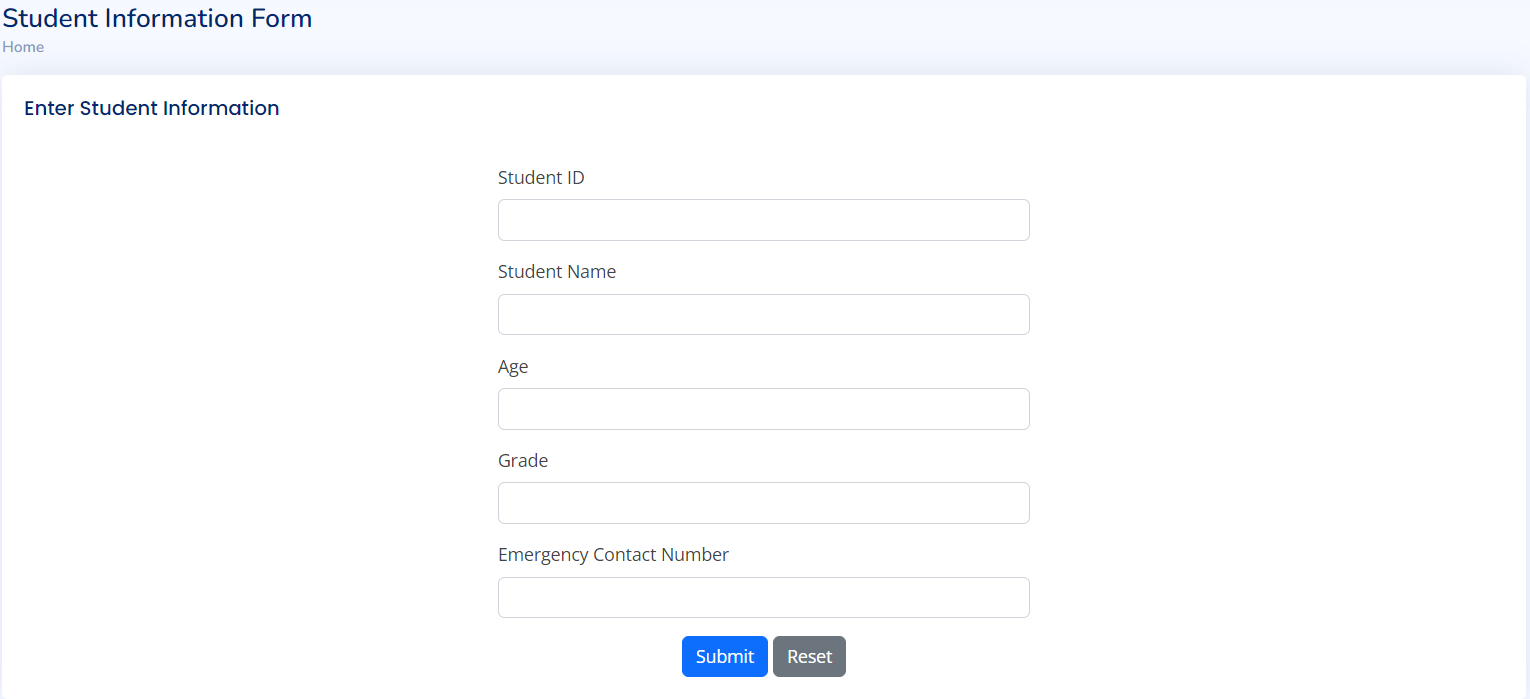 Student Information Form
Home
Enter Student Information
Student ID
Student Name
Age
Grade
Emergency Contact Number
Submit Reset